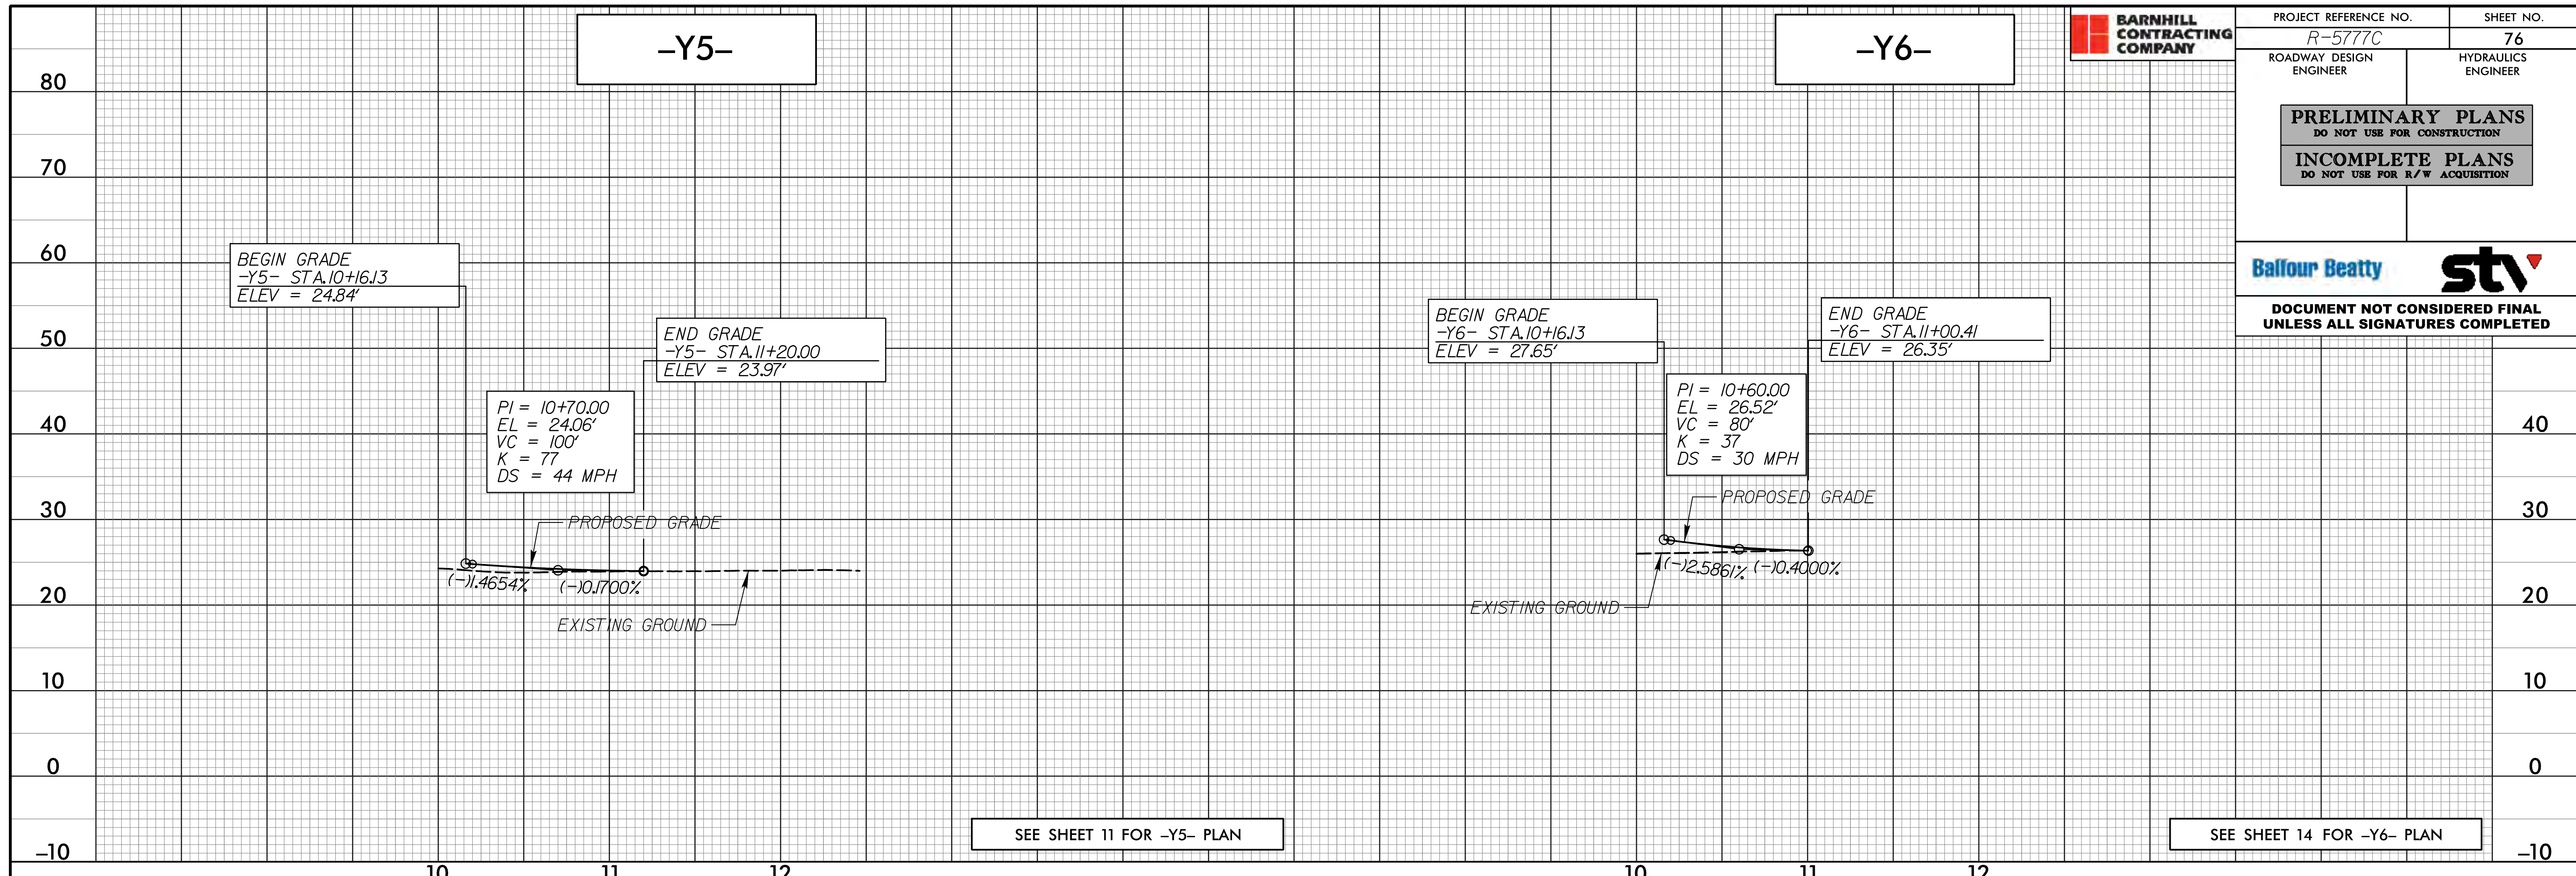 –Y5–
–Y6–
BARNHILL
CONTRACTING
COMPANY
PROJECT REFERENCE NO.
SHEET NO.
R-5777C
76
ROADWAY DESIGN
ENGINEER
HYDRAULICS
ENGINEER
PRELIMINARY PLANS
DO NOT USE FOR CONSTRUCTION
INCOMPLETE PLANS
DO NOT USE FOR R/W ACQUISITION
Balfour Beatty
stv
DOCUMENT NOT CONSIDERED FINAL
UNLESS ALL SIGNATURES COMPLETED
80
70
60
50
40
30
20
10
0
–10
BEGIN GRADE
-Y5- STA.10+16.13
ELEV = 24.84'
END GRADE
-Y5- STA.11+20.00
ELEV = 23.97'
PI = 10+70.00
EL = 24.06'
VC = 100'
K = 77
DS = 44 MPH
PROPOSED GRADE
(-)1.4654%
(-)0.1700%
EXISTING GROUND
SEE SHEET 11 FOR –Y5– PLAN
10
11
12
BEGIN GRADE
-Y6- STA.10+16.13
ELEV = 27.65'
END GRADE
-Y6- STA.11+00.41
ELEV = 26.35'
PI = 10+60.00
EL = 26.52'
VC = 80'
K = 37
DS = 30 MPH
PROPOSED GRADE
(-)2.5861%
(-)0.4000%
EXISTING GROUND
SEE SHEET 14 FOR –Y6– PLAN
10
11
12
40
30
20
10
0
–10